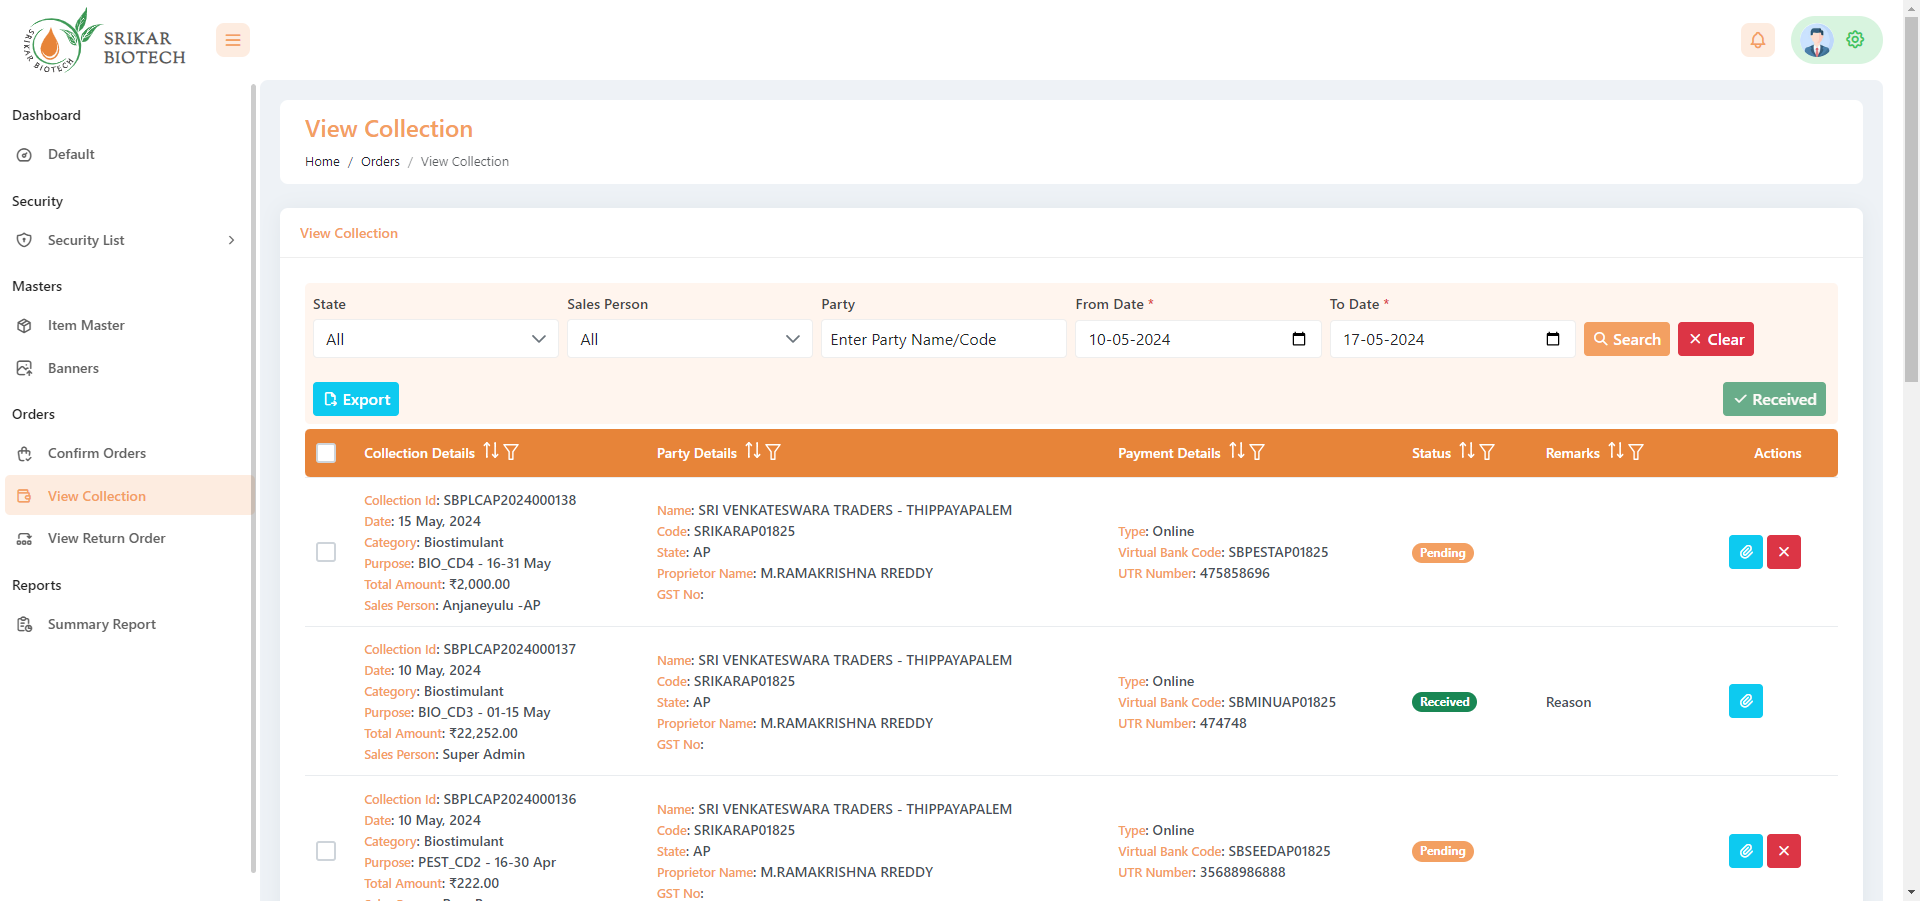 SRIKAR BIOTECH
SRIKAR
BIOTECH
Dashboard
Default
Security
Security List
Masters
Item Master
Banners
Orders
Confirm Orders
View Collection
View Return Order
Reports
Summary Report
View Collection
Home / Orders / View Collection
View Collection
State Sales Person Party From Date * To Date *
All All Enter Party Name/Code 10-05-2024 17-05-2024 Search Clear
Export Received
Collection Details Party Details Payment Details Status Remarks Actions
Collection Id: SBPLCAP2024000138
Date: 15 May, 2024
Category: Biostimulant
Purpose: BIO_CD4 - 16-31 May
Total Amount: ₹2,000.00
Sales Person: Anjaneyulu -AP
Name: SRI VENKATESWARA TRADERS - THIPPAYAPALEM
Code: SRIKARAP01825
State: AP
Proprietor Name: M.RAMAKRISHNA RREDDY
GST No:
Type: Online
Virtual Bank Code: SBPESTAP01825
UTR Number: 475858696
Pending
Collection Id: SBPLCAP2024000137
Date: 10 May, 2024
Category: Biostimulant
Purpose: BIO_CD3 - 01-15 May
Total Amount: ₹22,252.00
Sales Person: Super Admin
Name: SRI VENKATESWARA TRADERS - THIPPAYAPALEM
Code: SRIKARAP01825
State: AP
Proprietor Name: M.RAMAKRISHNA RREDDY
GST No:
Type: Online
Virtual Bank Code: SBMINUAP01825
UTR Number: 474748
Received
Reason
Collection Id: SBPLCAP2024000136
Date: 10 May, 2024
Category: Biostimulant
Purpose: PEST_CD2 - 16-30 Apr
Total Amount: ₹222.00
Name: SRI VENKATESWARA TRADERS - THIPPAYAPALEM
Code: SRIKARAP01825
State: AP
Proprietor Name: M.RAMAKRISHNA RREDDY
GST No:
Type: Online
Virtual Bank Code: SBSEEDAP01825
UTR Number: 35688986888
Pending